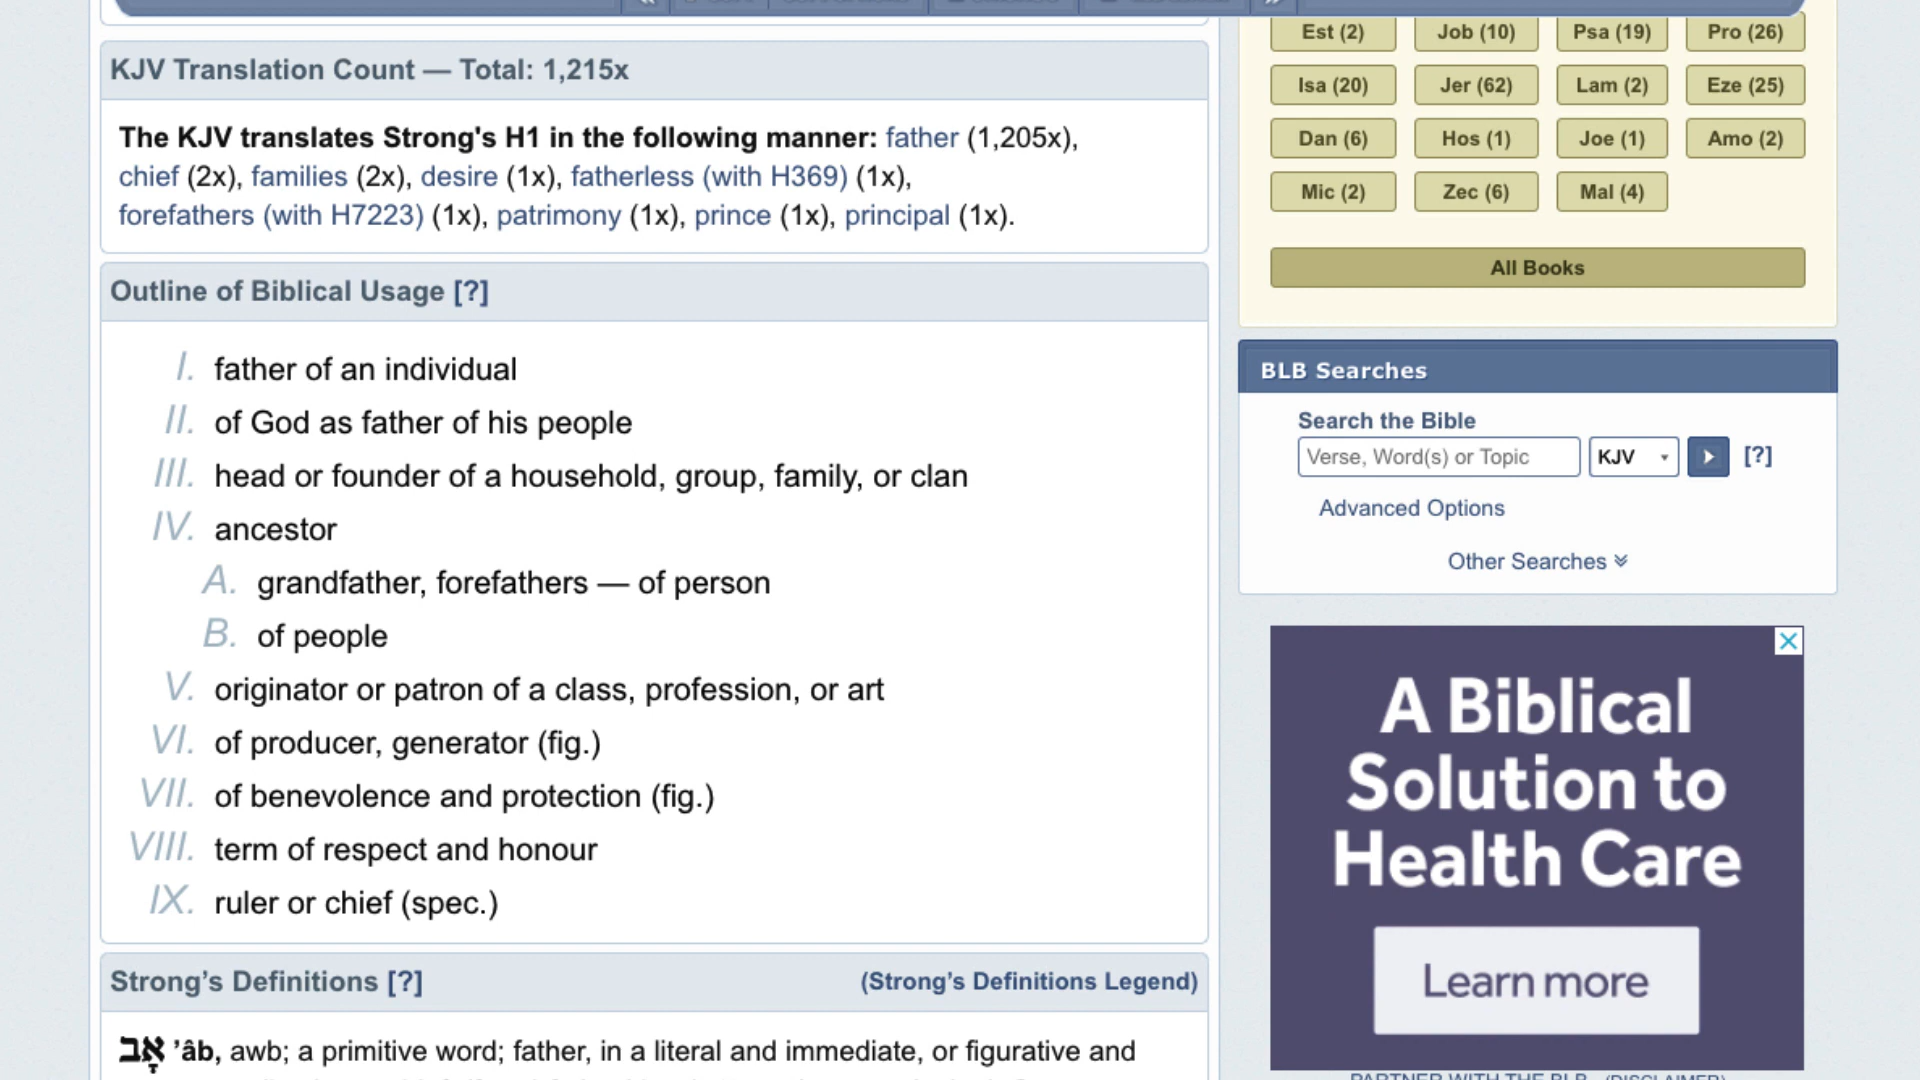 KJV Translation Count — Total: 1,215x
The KJV translates Strong's H1 in the following manner: father (1,205x),
chief (2x), families (2x), desire (1x), fatherless (with H369) (1x),
forefathers (with H7223) (1x), patrimony (1x), prince (1x), principal (1x).
Outline of Biblical Usage [?]
I. father of an individual
II. of God as father of his people
III. head or founder of a household, group, family, or clan
IV. ancestor
A. grandfather, forefathers — of person
B. of people
V. originator or patron of a class, profession, or art
VI. of producer, generator (fig.)
VII. of benevolence and protection (fig.)
VIII. term of respect and honour
IX. ruler or chief (spec.)
Strong’s Definitions [?] (Strong’s Definitions Legend)
אָב ’âb, awb; a primitive word; father, in a literal and immediate, or figurative and
Est (2) Job (10) Psa (19) Pro (26)
Isa (20) Jer (62) Lam (2) Eze (25)
Dan (6) Hos (1) Joe (1) Amo (2)
Mic (2) Zec (6) Mal (4)
All Books
BLB Searches
Search the Bible
Verse, Word(s) or Topic KJV [?]
Advanced Options
Other Searches
A Biblical
Solution to
Health Care
Learn more
PARTNER WITH THE BLB (DISCLAIMER)